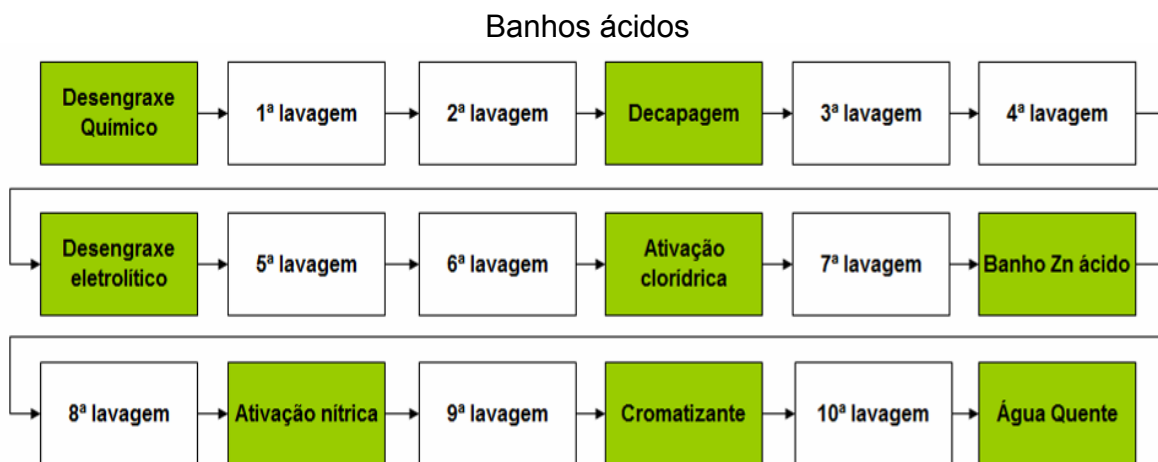 Banhos ácidos
Desengraxe
Químico
1ª lavagem
2ª lavagem
Decapagem
3ª lavagem
4ª lavagem
Desengraxe
eletrolítico
5ª lavagem
6ª lavagem
Ativação
clorídrica
7ª lavagem
Banho Zn ácido
8ª lavagem
Ativação nítrica
9ª lavagem
Cromatizante
10ª lavagem
Água Quente